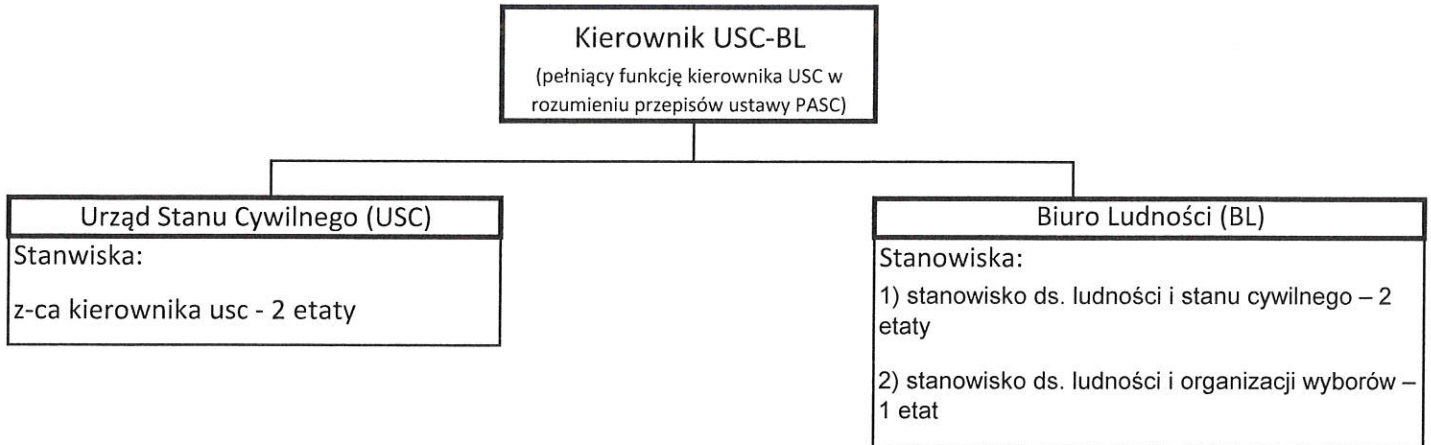 Kierownik USC-BL
(pełniący funkcję kierownika USC w
rozumieniu przepisów ustawy PASC)
Urząd Stanu Cywilnego (USC)
Stanwiska:
z-ca kierownika usc - 2 etaty
Biuro Ludności (BL)
Stanowiska:
1) stanowisko ds. ludności i stanu cywilnego – 2
etaty
2) stanowisko ds. ludności i organizacji wyborów –
1 etat